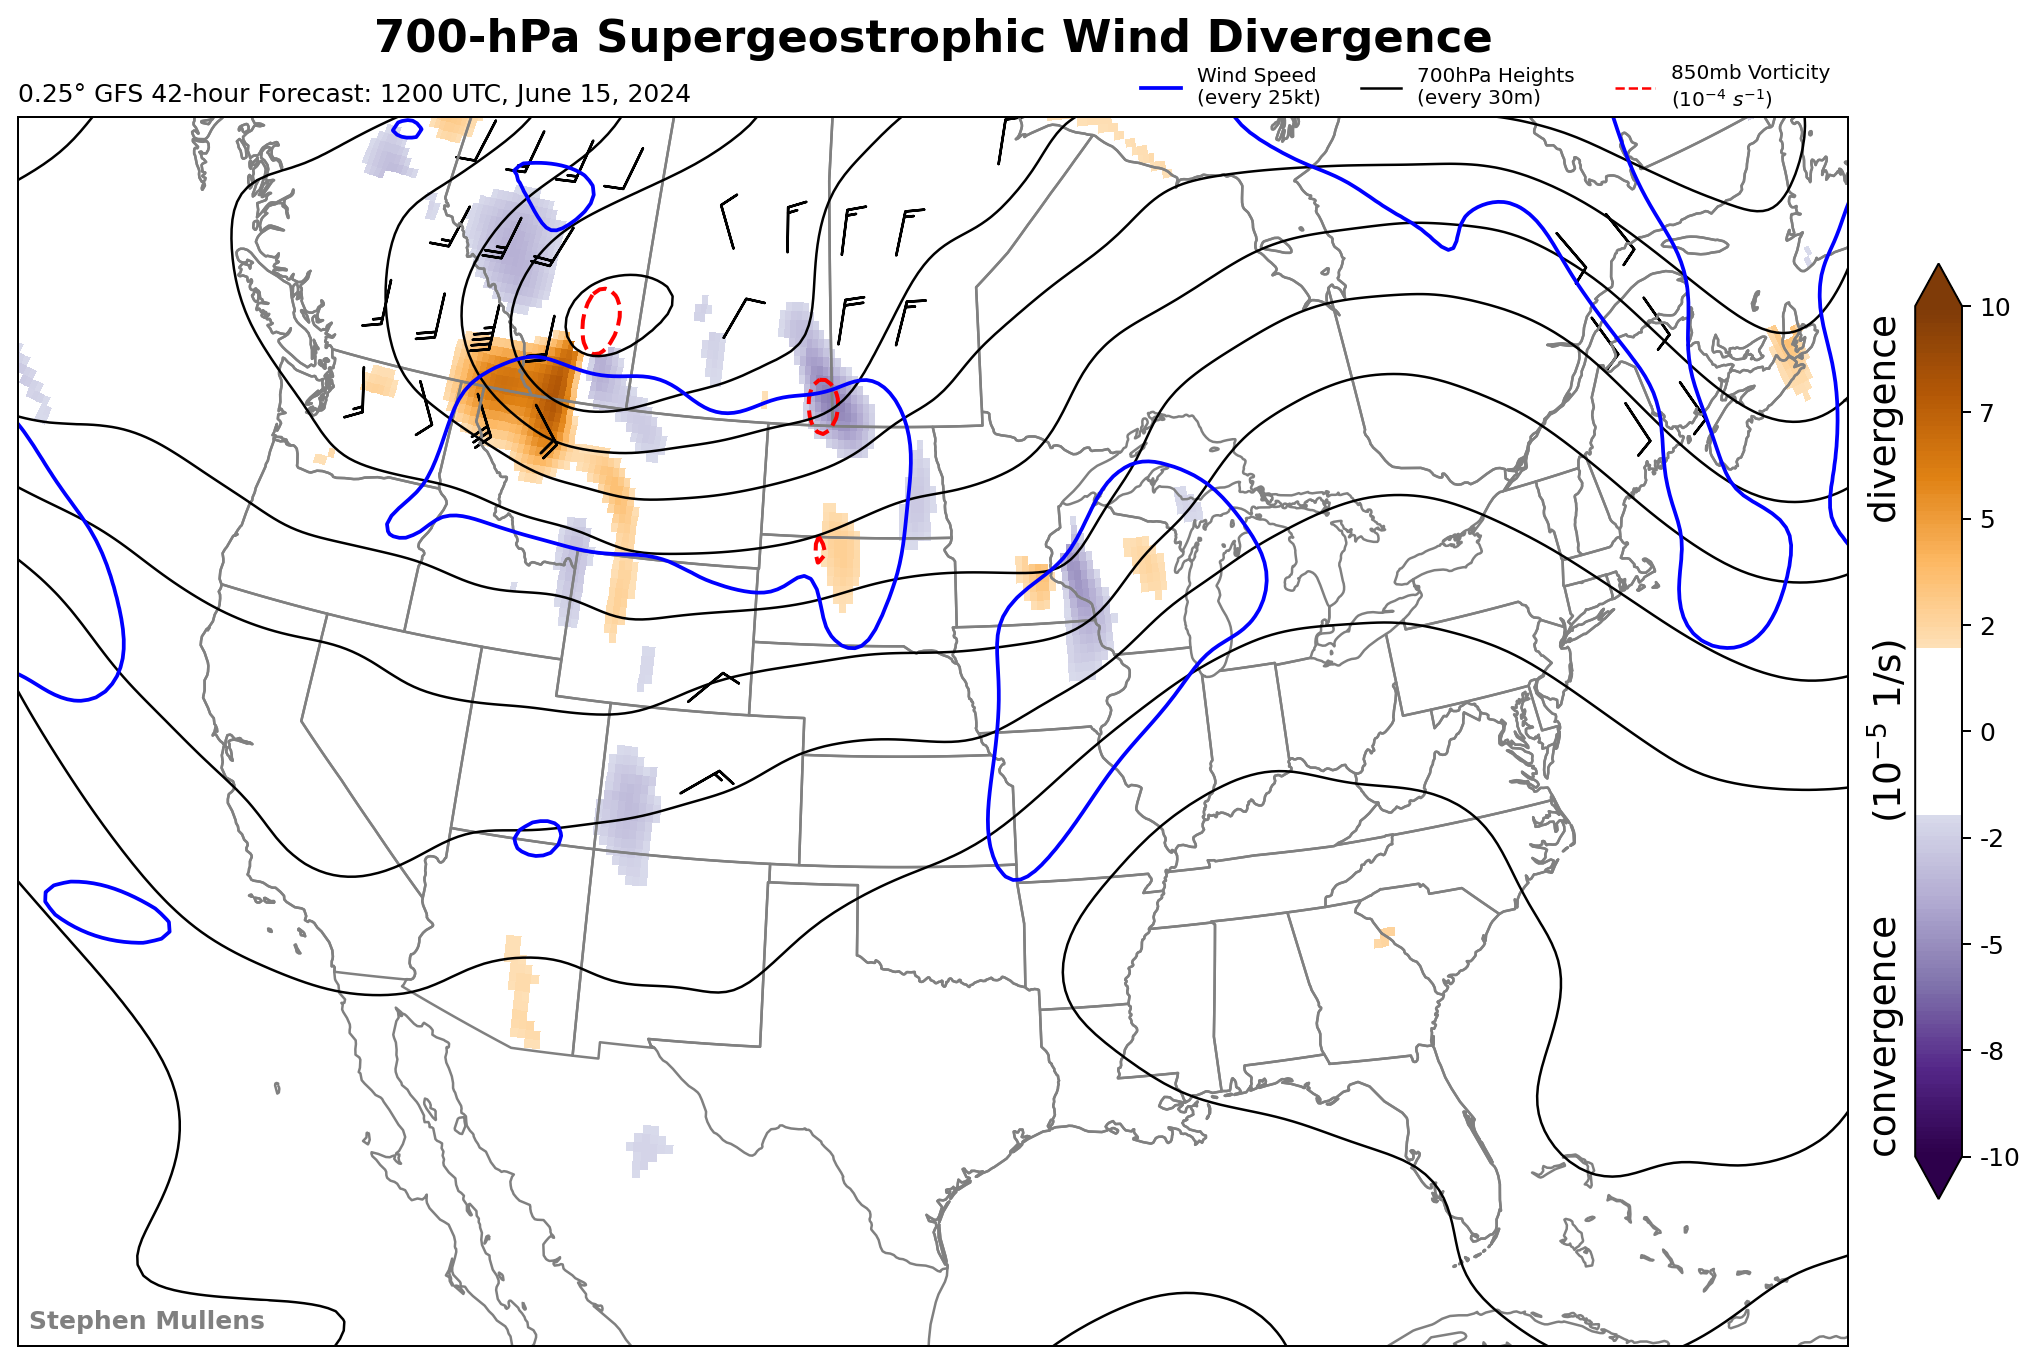 700-hPa Supergeostrophic Wind Divergence
0.25° GFS 42-hour Forecast: 1200 UTC, June 15, 2024
Wind Speed
(every 25kt)
700hPa Heights
(every 30m)
850mb Vorticity
(10⁻⁴ s⁻¹)
10
7
5
2
0
-2
-5
-8
-10
convergence (10⁻⁵ 1/s) divergence
Stephen Mullens